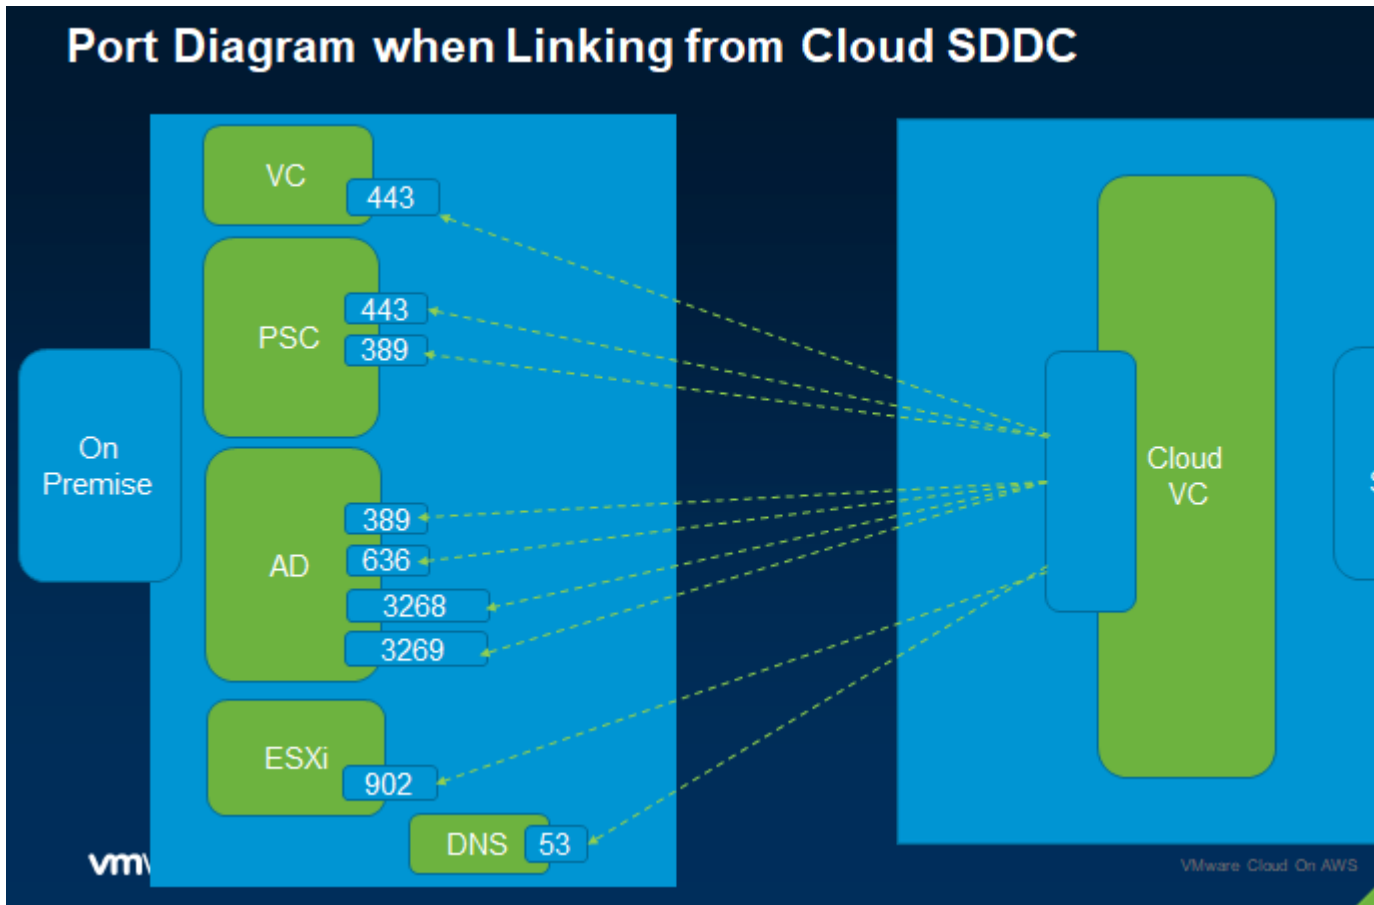 Port Diagram when Linking from Cloud SDDC
VC
443
PSC
443
389
On
Premise
AD
389
636
3268
3269
ESXi
902
DNS
53
Cloud
VC
vm
VMware Cloud On AWS